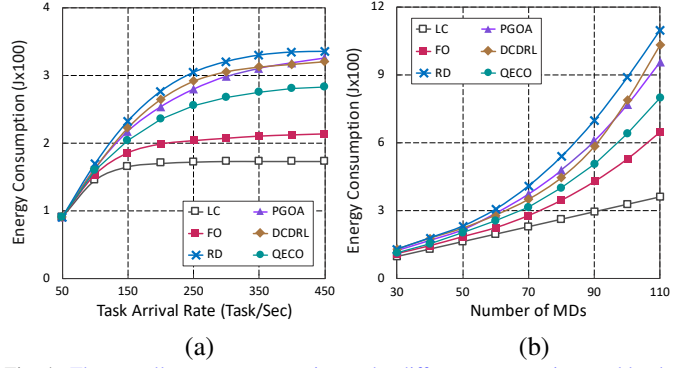 4
3
2
1
0
Energy Consumption (Jx100)
LC
FO
RD
PGOA
DCDRL
QECO
50
150
250
350
450
Task Arrival Rate (Task/Sec)
(a)
12
9
6
3
0
Energy Consumption (Jx100)
LC
FO
RD
PGOA
DCDRL
QECO
30
50
70
90
110
Number of MDs
(b)